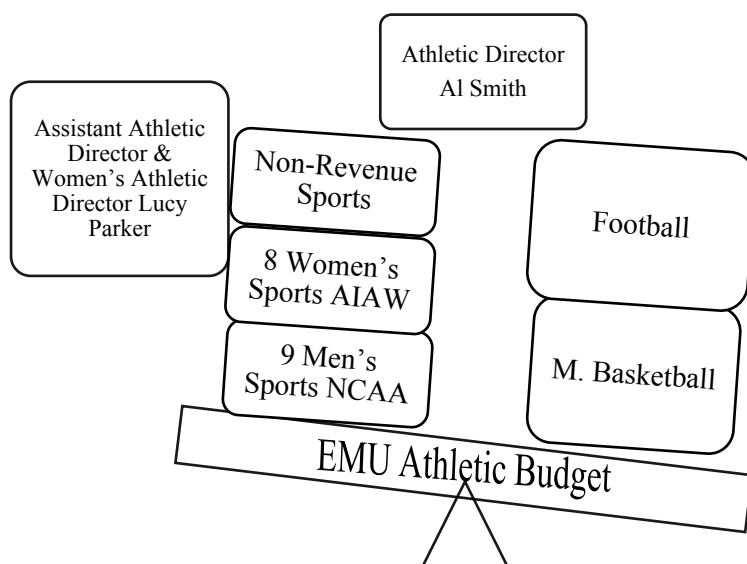 Athletic Director
Al Smith
Assistant Athletic
Director &
Women’s Athletic
Director Lucy
Parker
Non-Revenue
Sports
8 Women’s
Sports AIAW
9 Men’s
Sports NCAA
Football
M. Basketball
EMU Athletic Budget